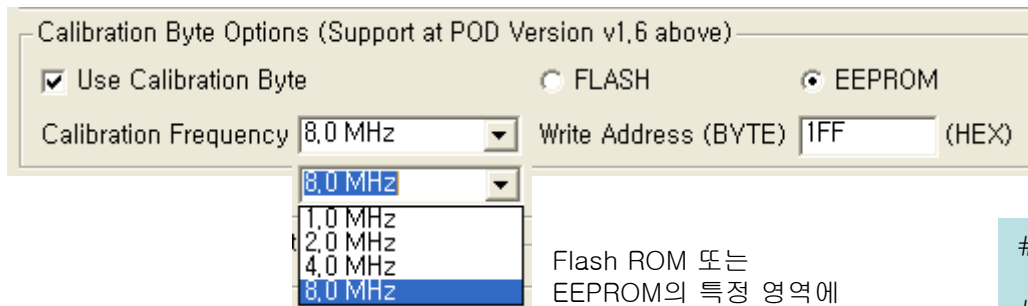 Calibration Byte Options (Support at POD Version v1,6 above)
Use Calibration Byte FLASH EEPROM
Calibration Frequency 8,0 MHz Write Address (BYTE) 1FF (HEX)
8,0 MHz
1,0 MHz
2,0 MHz
4,0 MHz
8,0 MHz
Flash ROM 또는
EEPROM의 특정 영역에
#